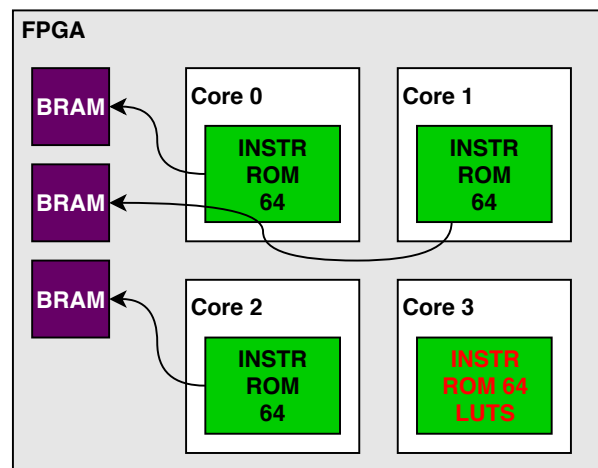 FPGA
BRAM
Core 0
INSTR
ROM
64
Core 1
INSTR
ROM
64
BRAM
BRAM
Core 2
INSTR
ROM
64
Core 3
INSTR
ROM 64
LUTS